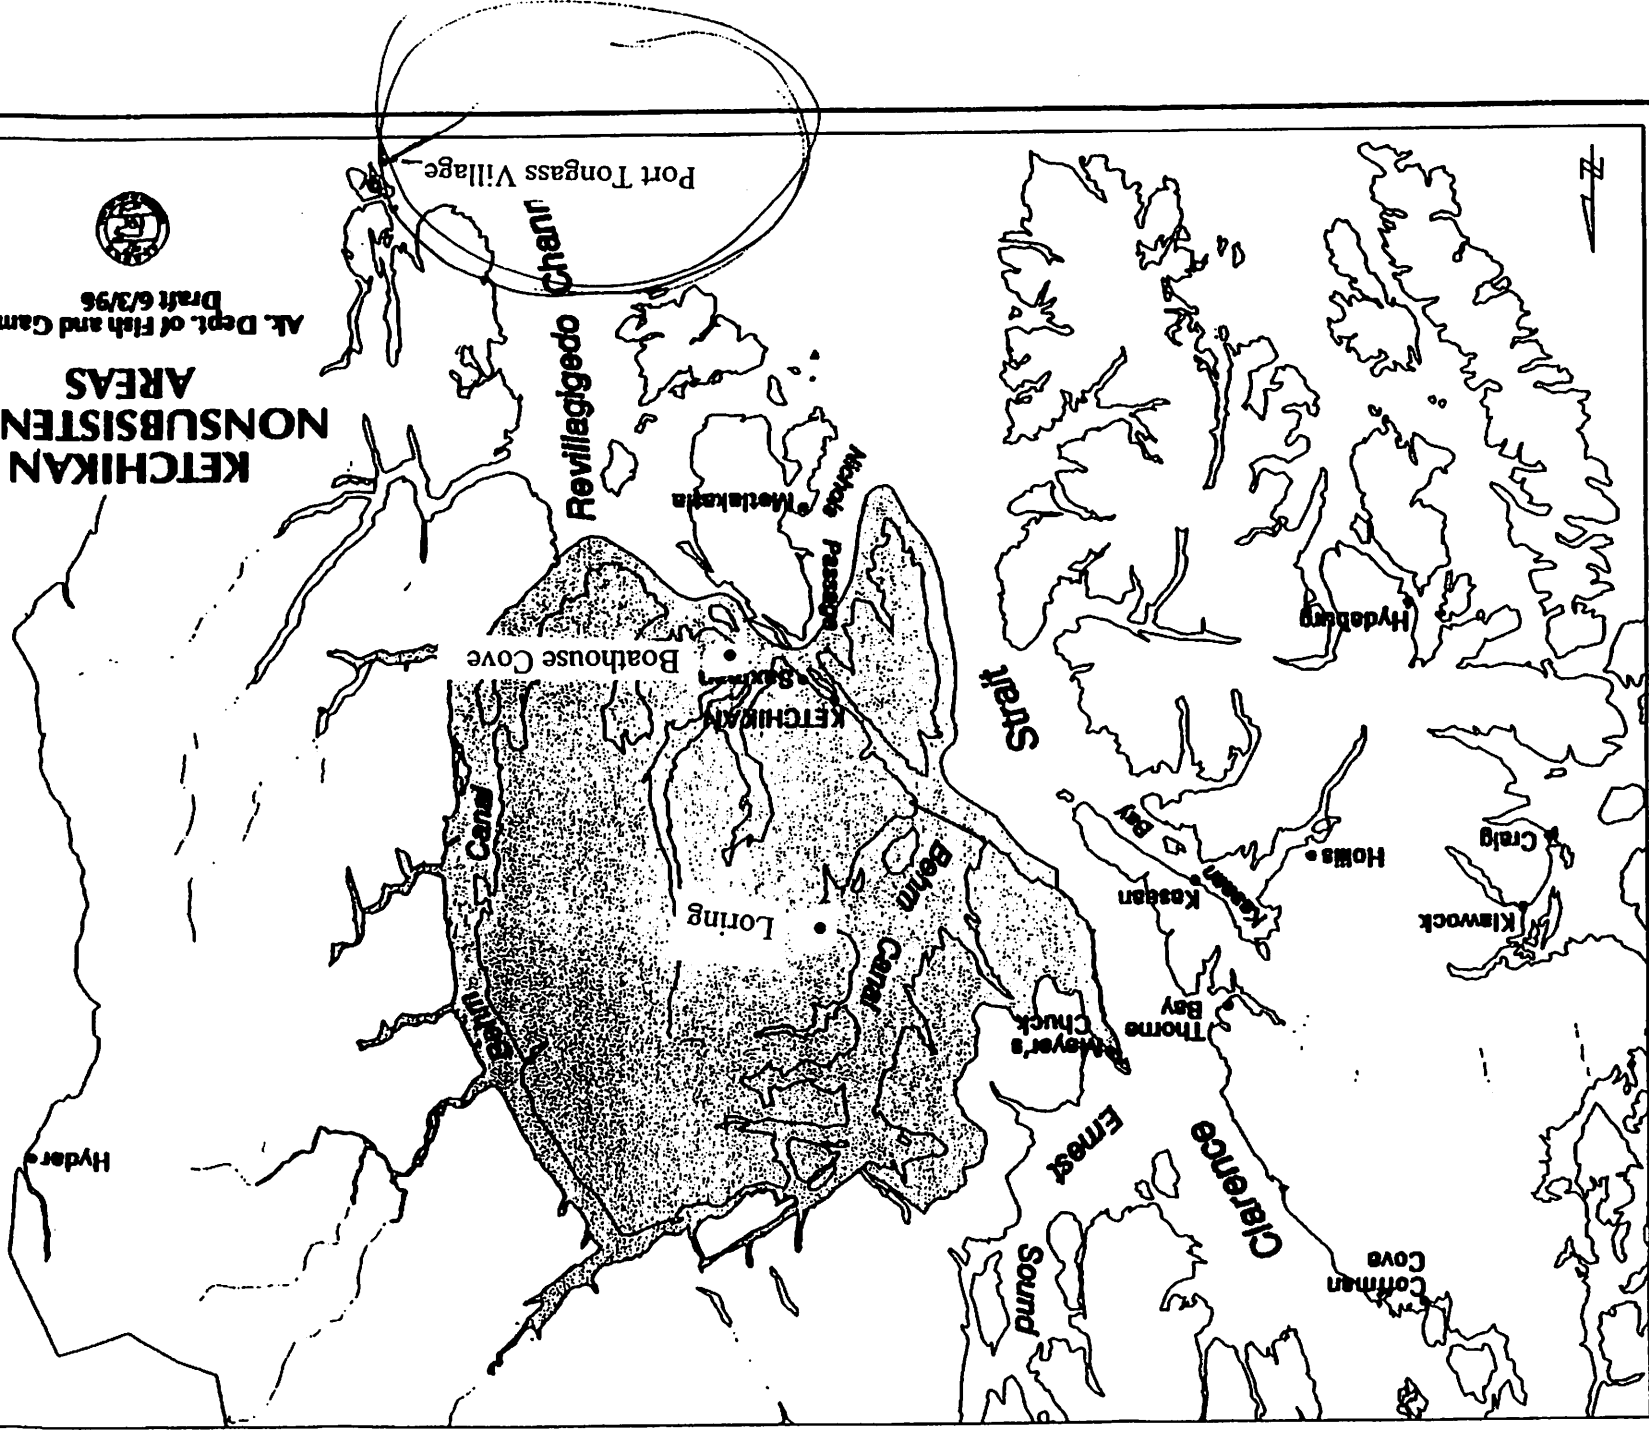 Coffman
Cove
Sound
Clarence
Ernest
Hyder
Meyer's
Chuck
Thorne
Bay
Behm
Canal
Klawock
Kasaan
Kasaan
Bay
Loring
Behm
Canal
Craig
Hollis
Strait
KETCHIKAN
Saxman
Boathouse Cove
Hydaburg
Nichols Passage
Metlakatla
Revillagigedo Chann
KETCHIKAN
NONSUBSISTEN
AREAS
Ak. Dept. of Fish and Gam
Draft 6/3/96
Port Tongass Village
N